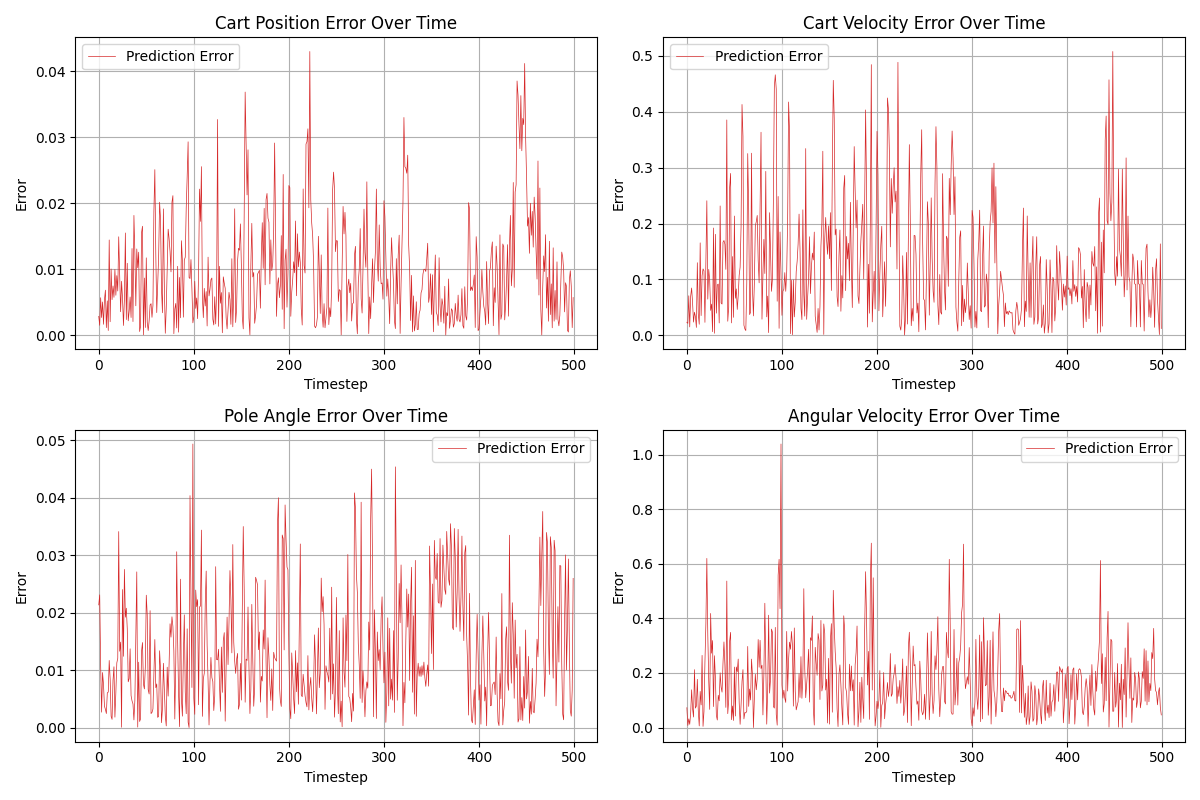 Cart Position Error Over Time
Prediction Error
0.04
0.03
0.02
0.01
0.00
Error
0 100 200 300 400 500
Timestep
Cart Velocity Error Over Time
Prediction Error
0.5
0.4
0.3
0.2
0.1
0.0
Error
0 100 200 300 400 500
Timestep
Pole Angle Error Over Time
Prediction Error
0.05
0.04
0.03
0.02
0.01
0.00
Error
0 100 200 300 400 500
Timestep
Angular Velocity Error Over Time
Prediction Error
1.0
0.8
0.6
0.4
0.2
0.0
Error
0 100 200 300 400 500
Timestep